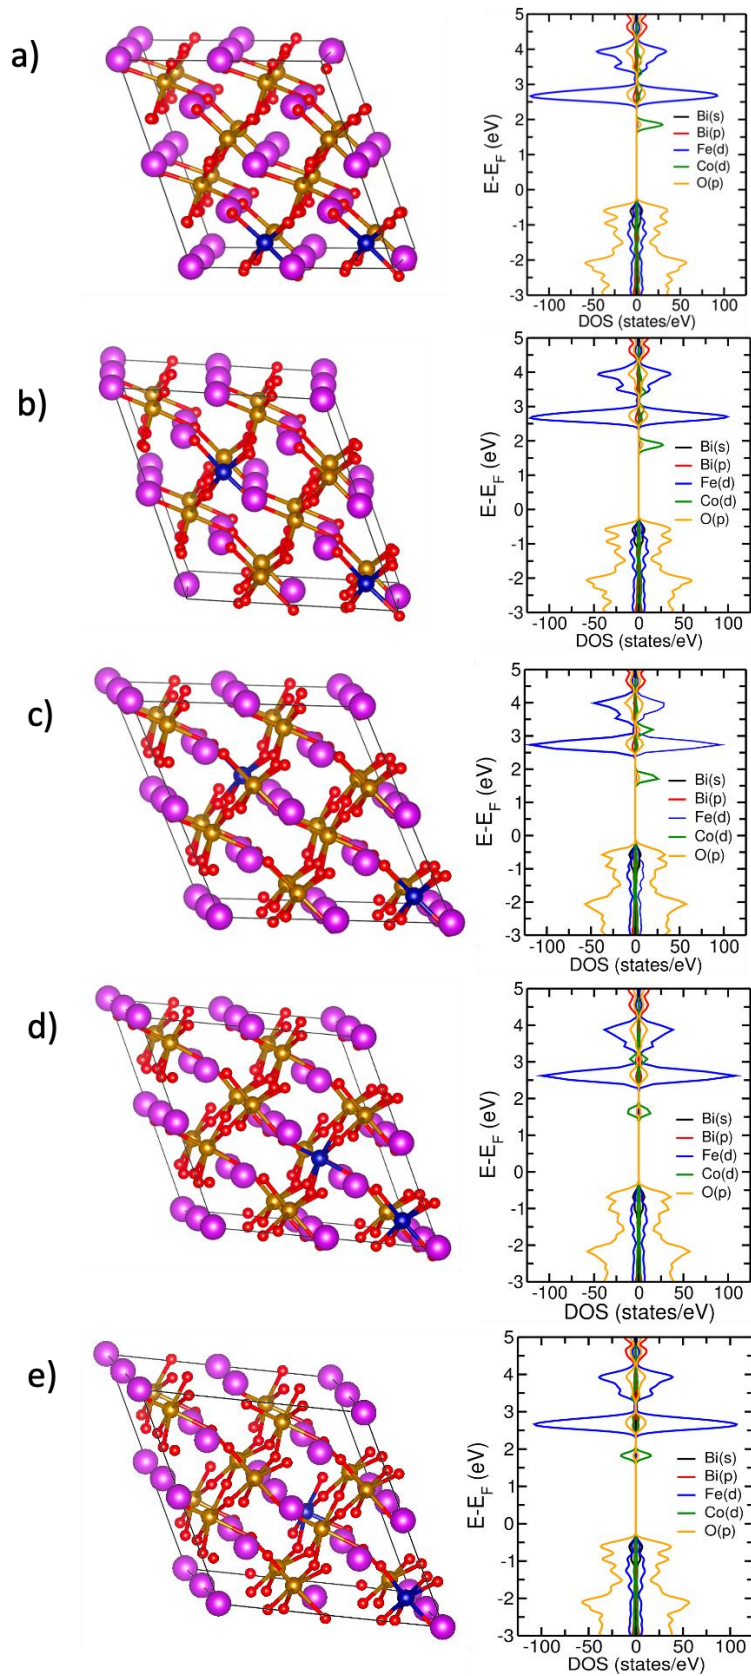 a)
5
4
3
2
1
0
-1
-2
-3
E-E_F (eV)
Bi(s)
Bi(p)
Fe(d)
Co(d)
O(p)
-100 -50 0 50 100
DOS (states/eV)
b)
5
4
3
2
1
0
-1
-2
-3
E-E_F (eV)
Bi(s)
Bi(p)
Fe(d)
Co(d)
O(p)
-100 -50 0 50 100
DOS (states/eV)
c)
5
4
3
2
1
0
-1
-2
-3
E-E_F (eV)
Bi(s)
Bi(p)
Fe(d)
Co(d)
O(p)
-100 -50 0 50 100
DOS (states/eV)
d)
5
4
3
2
1
0
-1
-2
-3
E-E_F (eV)
Bi(s)
Bi(p)
Fe(d)
Co(d)
O(p)
-100 -50 0 50 100
DOS (states/eV)
e)
5
4
3
2
1
0
-1
-2
-3
E-E_F (eV)
Bi(s)
Bi(p)
Fe(d)
Co(d)
O(p)
-100 -50 0 50 100
DOS (states/eV)